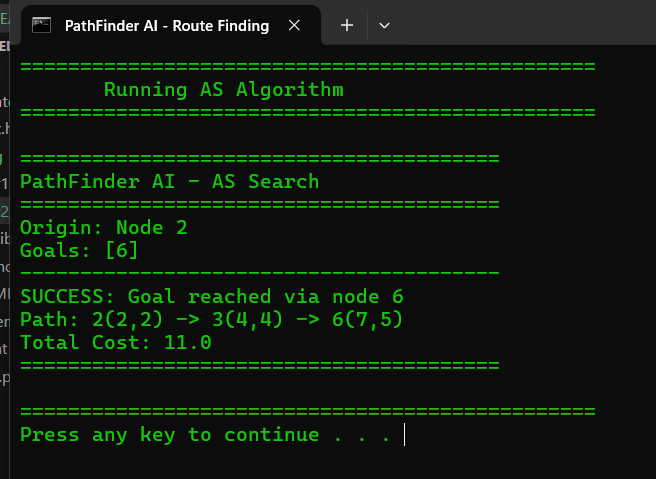 PathFinder AI - Route Finding
================================================
Running AS Algorithm
================================================
========================================
PathFinder AI - AS Search
========================================
Origin: Node 2
Goals: [6]
----------------------------------------
SUCCESS: Goal reached via node 6
Path: 2(2,2) -> 3(4,4) -> 6(7,5)
Total Cost: 11.0
========================================
================================================
Press any key to continue . . .